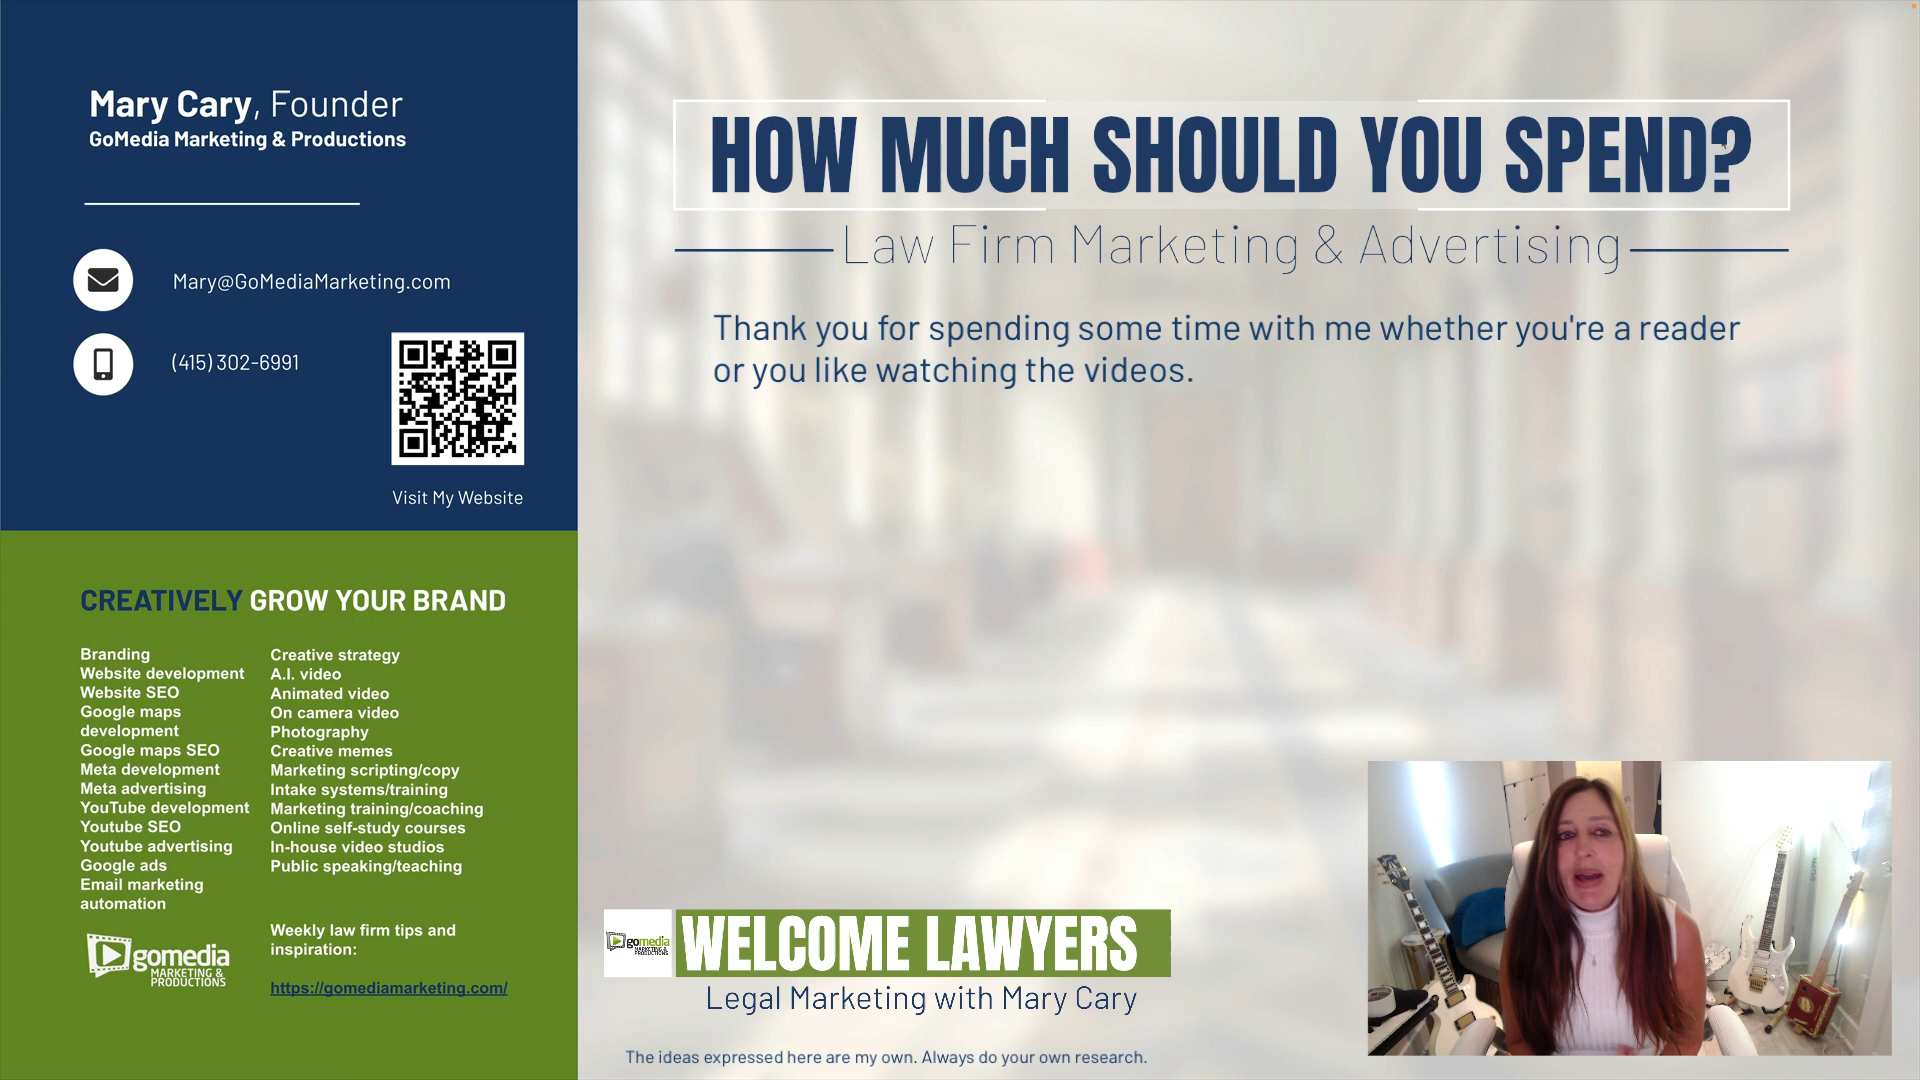 Mary Cary, Founder
GoMedia Marketing & Productions
Mary@GoMediaMarketing.com
(415) 302-6991
Visit My Website
CREATIVELY GROW YOUR BRAND
Branding
Website development
Website SEO
Google maps
development
Google maps SEO
Meta development
Meta advertising
YouTube development
Youtube SEO
Youtube advertising
Google ads
Email marketing
automation
Creative strategy
A.I. video
Animated video
On camera video
Photography
Creative memes
Marketing scripting/copy
Intake systems/training
Marketing training/coaching
Online self-study courses
In-house video studios
Public speaking/teaching
Weekly law firm tips and
inspiration:
https://gomediamarketing.com/
gomedia
MARKETING &
PRODUCTIONS
HOW MUCH SHOULD YOU SPEND?
Law Firm Marketing & Advertising
Thank you for spending some time with me whether you're a reader
or you like watching the videos.
gomedia
MARKETING &
PRODUCTIONS
WELCOME LAWYERS
Legal Marketing with Mary Cary
The ideas expressed here are my own. Always do your own research.